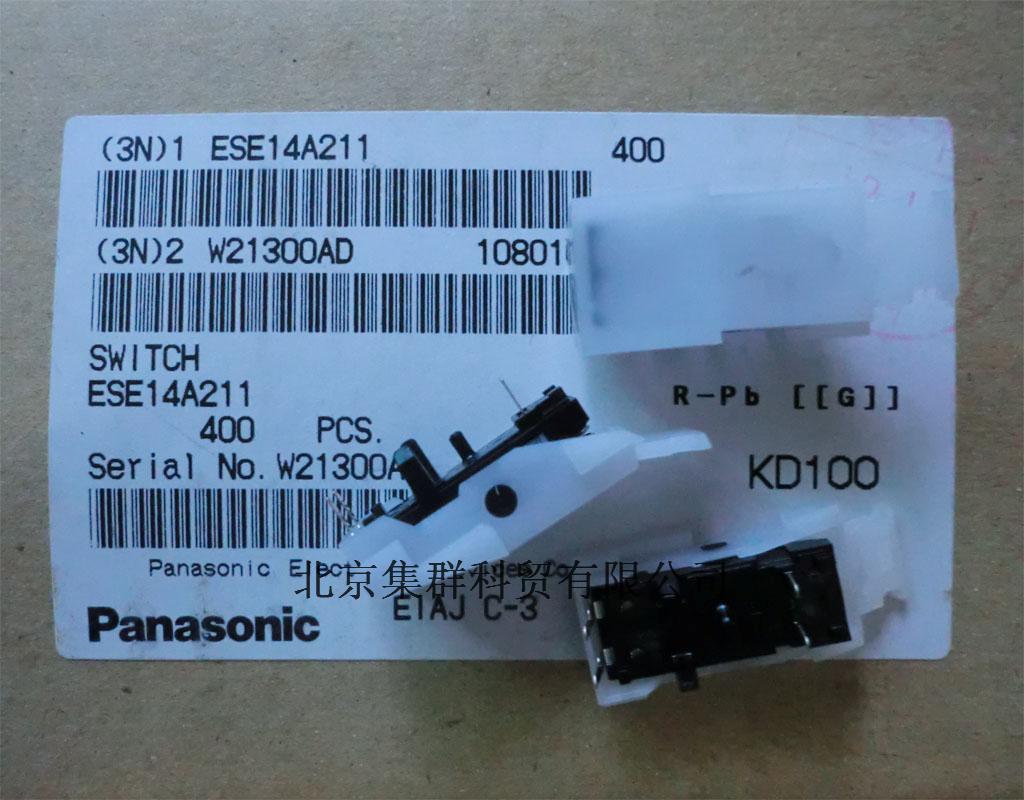 (3N)1 ESE14A211 400
(3N)2 W21300AD 10801
SWITCH
ESE14A211
R-Pb [[G]]
400 PCS.
Serial No. W21300A
KD100
Panasonic Elec
北京集群科贸有限公司
E1AJ C-3
Panasonic